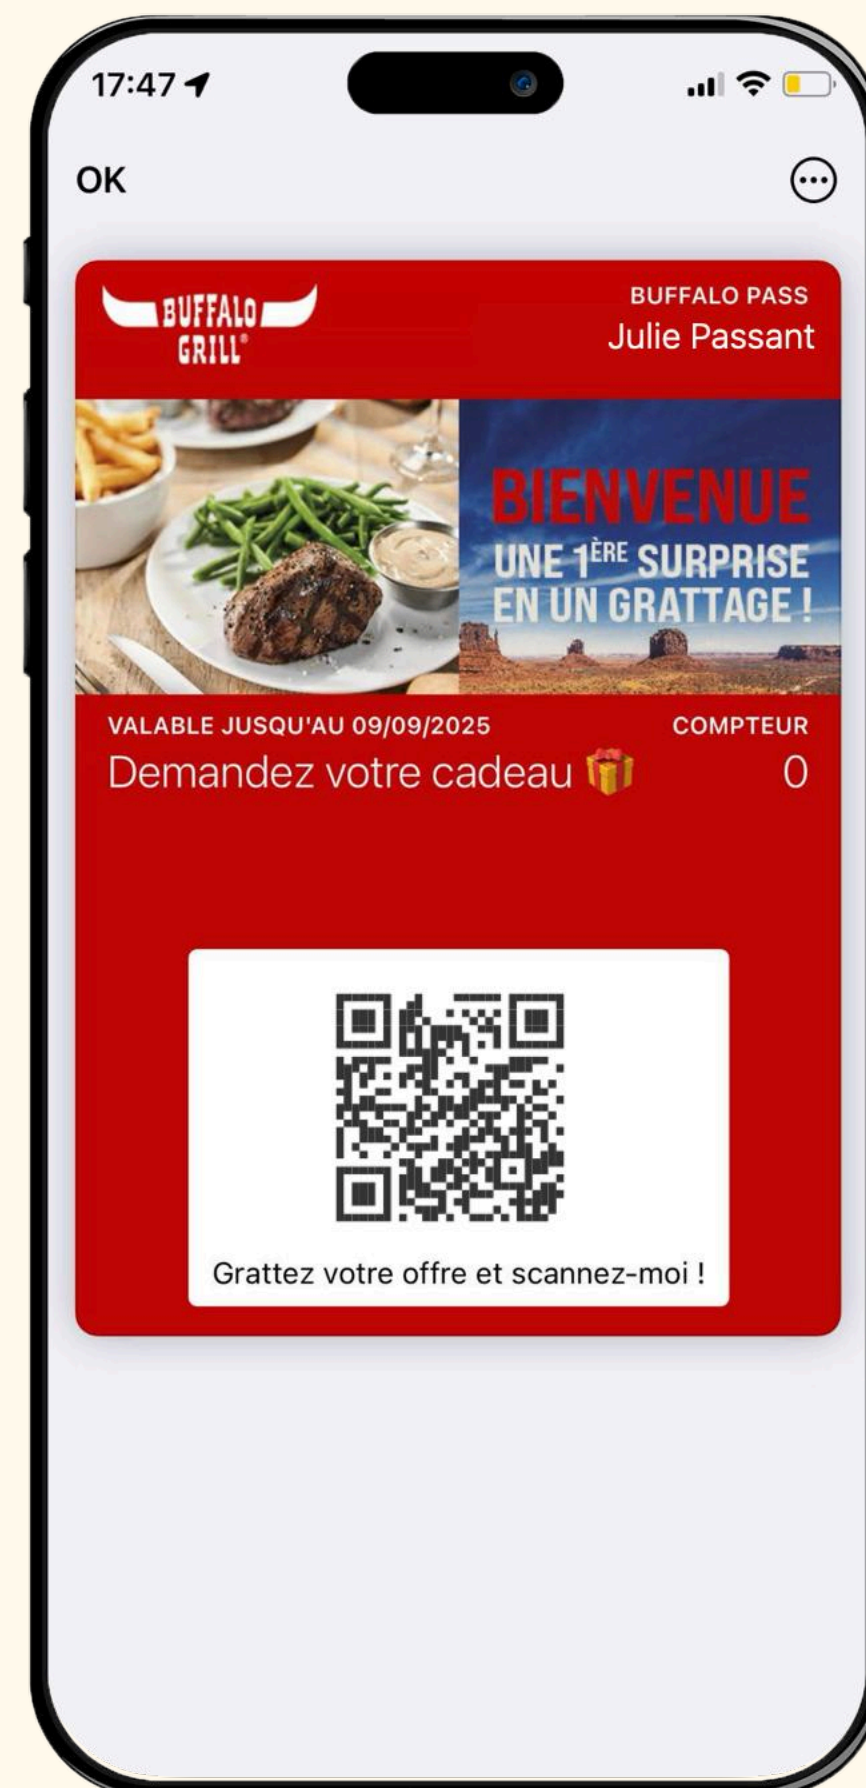 17:47
OK
BUFFALO
GRILL®
BUFFALO PASS
Julie Passant
BIENVENUE
UNE 1ÈRE SURPRISE
EN UN GRATTAGE !
VALABLE JUSQU'AU 09/09/2025
COMPTEUR
Demandez votre cadeau 🎁
0
Grattez votre offre et scannez-moi !